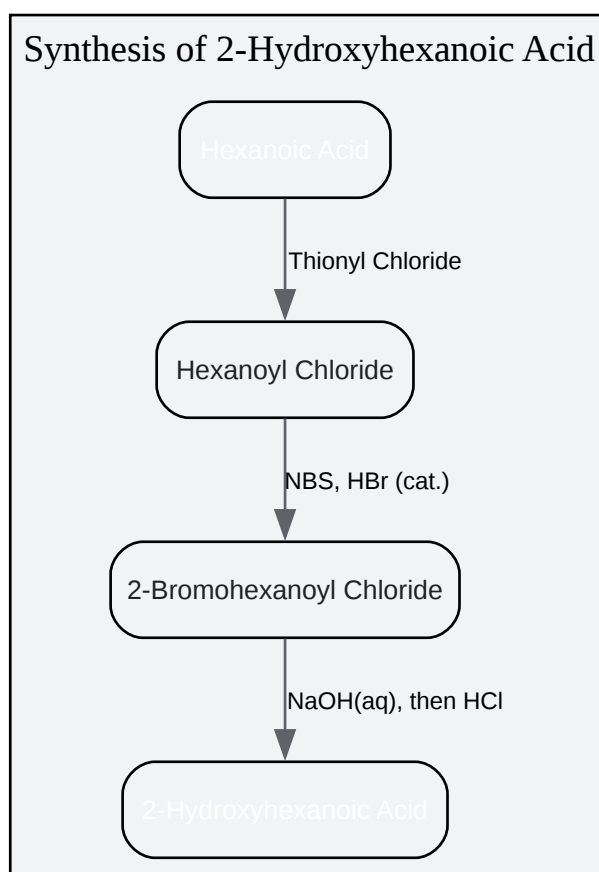 Synthesis of 2-Hydroxyhexanoic Acid
Hexanoic Acid
Thionyl Chloride
Hexanoyl Chloride
NBS, HBr (cat.)
2-Bromohexanoyl Chloride
NaOH(aq), then HCl
2-Hydroxyhexanoic Acid